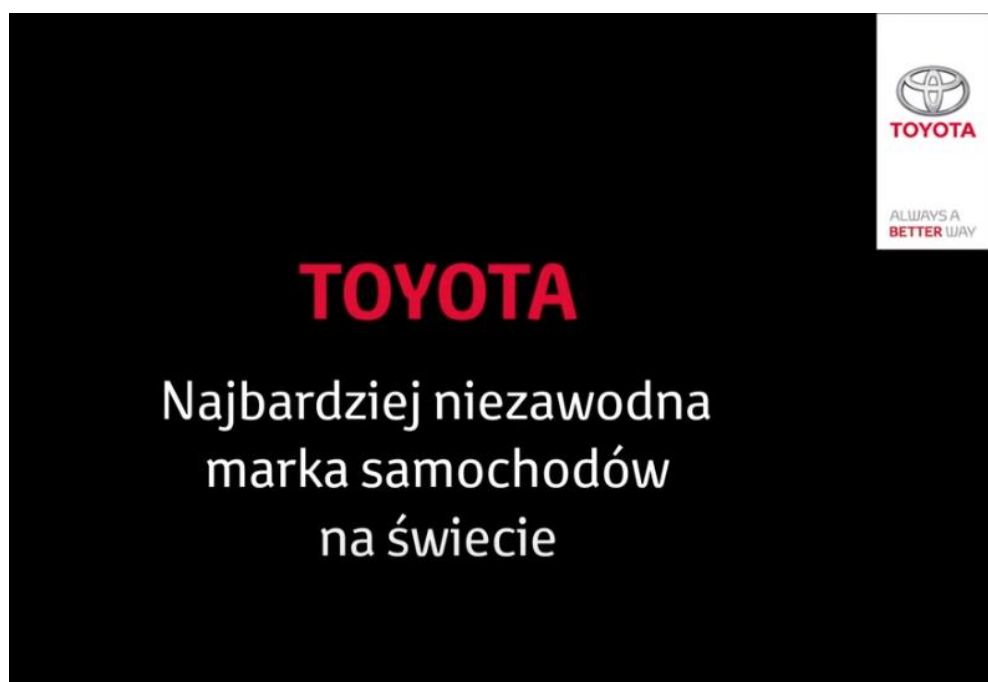 TOYOTA
ALWAYS A
BETTER WAY
TOYOTA
Najbardziej niezawodna
marka samochodów
na świecie